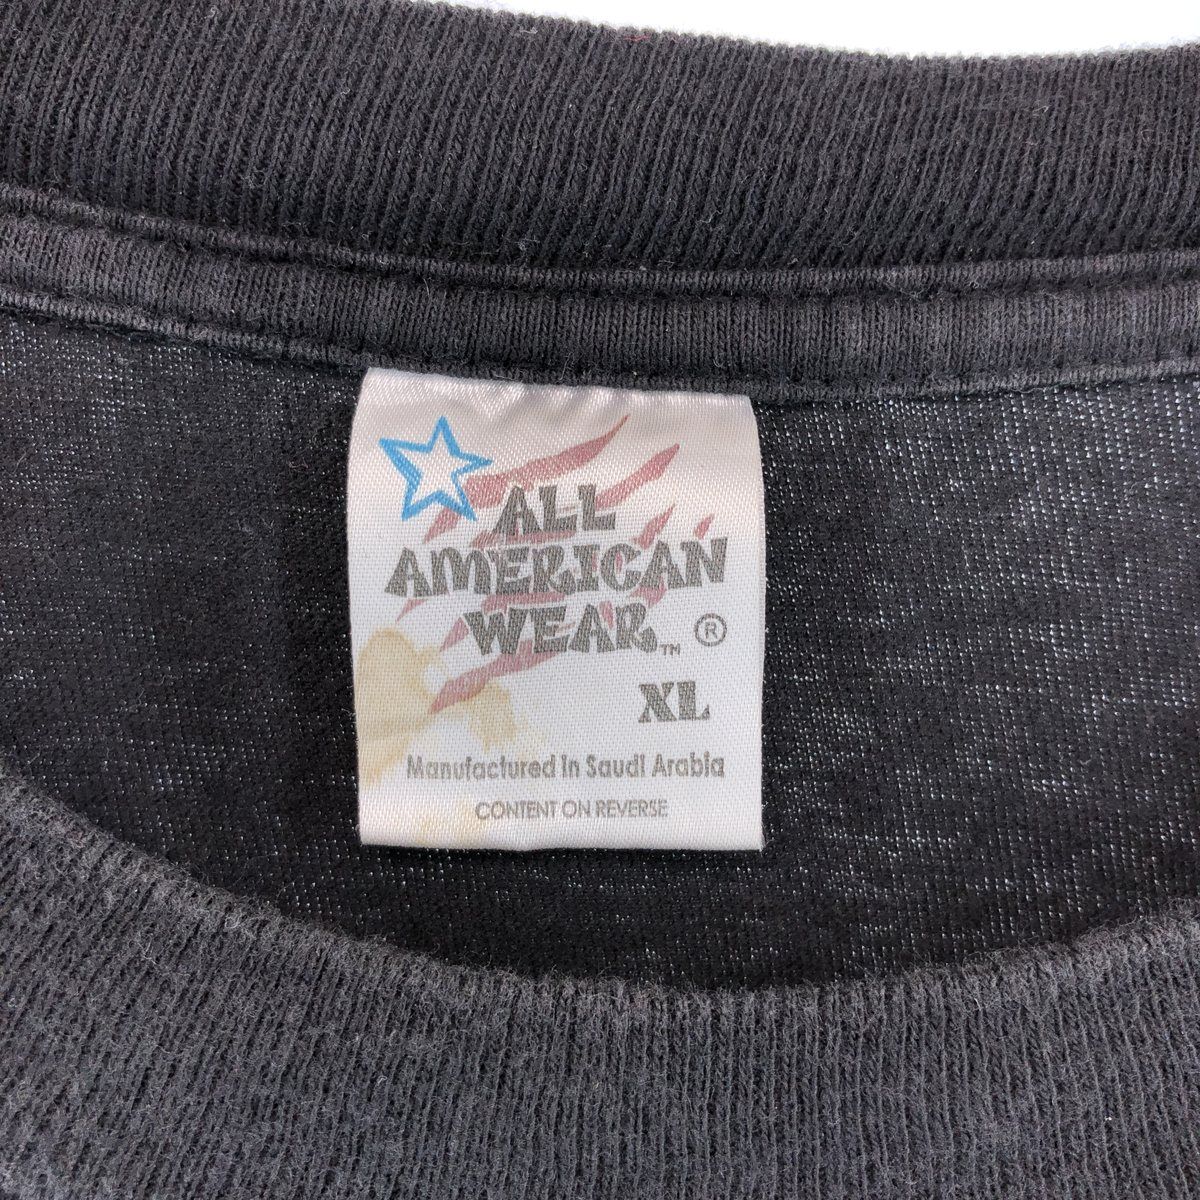 ALL
AMERICAN
WEAR™ ®
XL
Manufactured In Saudi Arabia
CONTENT ON REVERSE